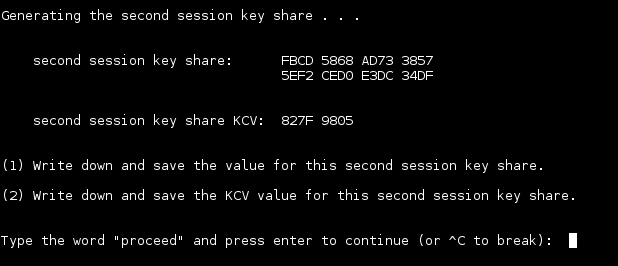 Generating the second session key share . . .
second session key share: FBCD 5868 AD73 3857
5EF2 CED0 E3DC 34DF
second session key share KCV: 827F 9805
(1) Write down and save the value for this second session key share.
(2) Write down and save the KCV value for this second session key share.
Type the word "proceed" and press enter to continue (or ^C to break):